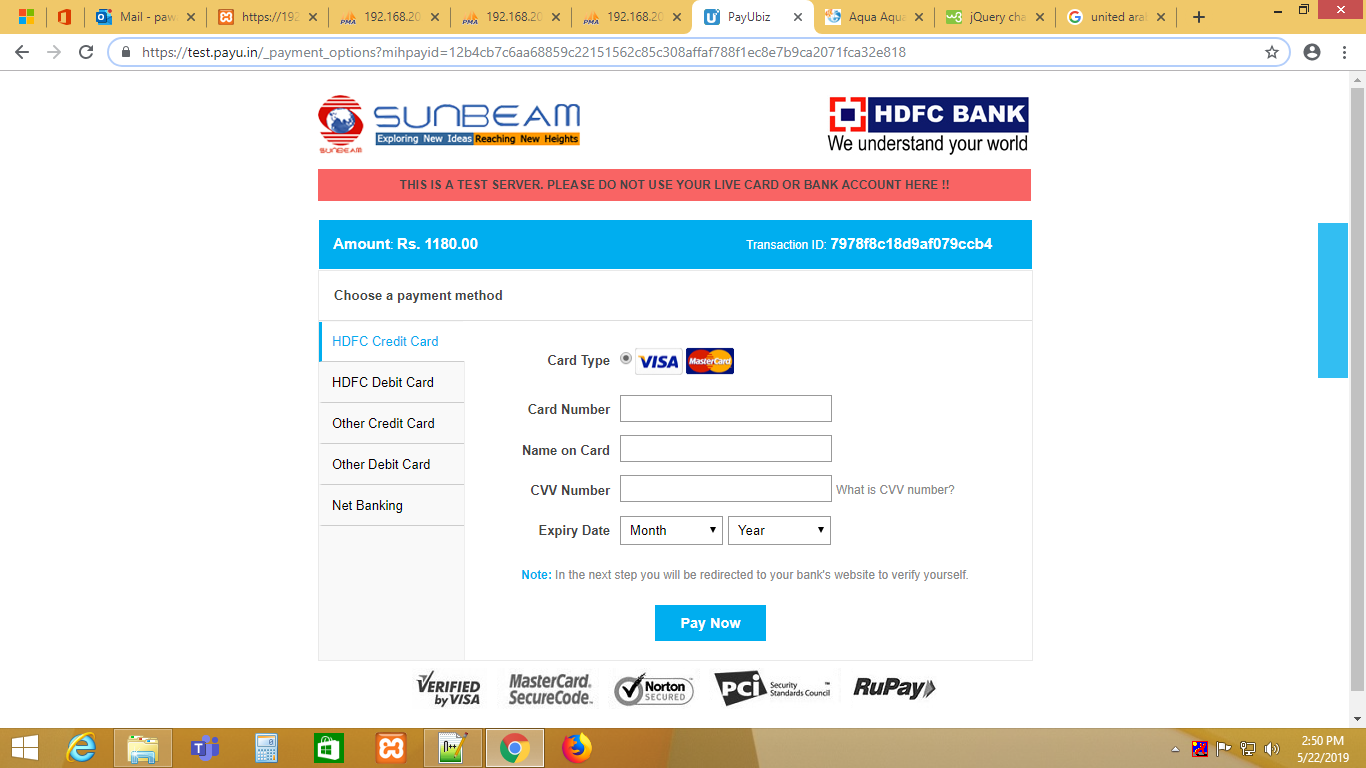 Mail - paw
https://192
192.168.20
192.168.20
192.168.20
PayUbiz
Aqua Aqua
jQuery cha
united arab
https://test.payu.in/_payment_options?mihpayid=12b4cb7c6aa68859c22151562c85c308affaf788f1ec8e7b9ca2071fca32e818
SUNBEAM
SUNBEAM
Exploring New Ideas Reaching New Heights
HDFC BANK
We understand your world
THIS IS A TEST SERVER. PLEASE DO NOT USE YOUR LIVE CARD OR BANK ACCOUNT HERE !!
Amount: Rs. 1180.00 Transaction ID: 7978f8c18d9af079ccb4
Choose a payment method
HDFC Credit Card
HDFC Debit Card
Other Credit Card
Other Debit Card
Net Banking
Card Type VISA MasterCard
Card Number
Name on Card
CVV Number What is CVV number?
Expiry Date Month Year
Note: In the next step you will be redirected to your bank's website to verify yourself.
Pay Now
VERIFIED by VISA
MasterCard. SecureCode.
Norton SECURED
PCI Security Standards Council
RuPay
2:50 PM
5/22/2019